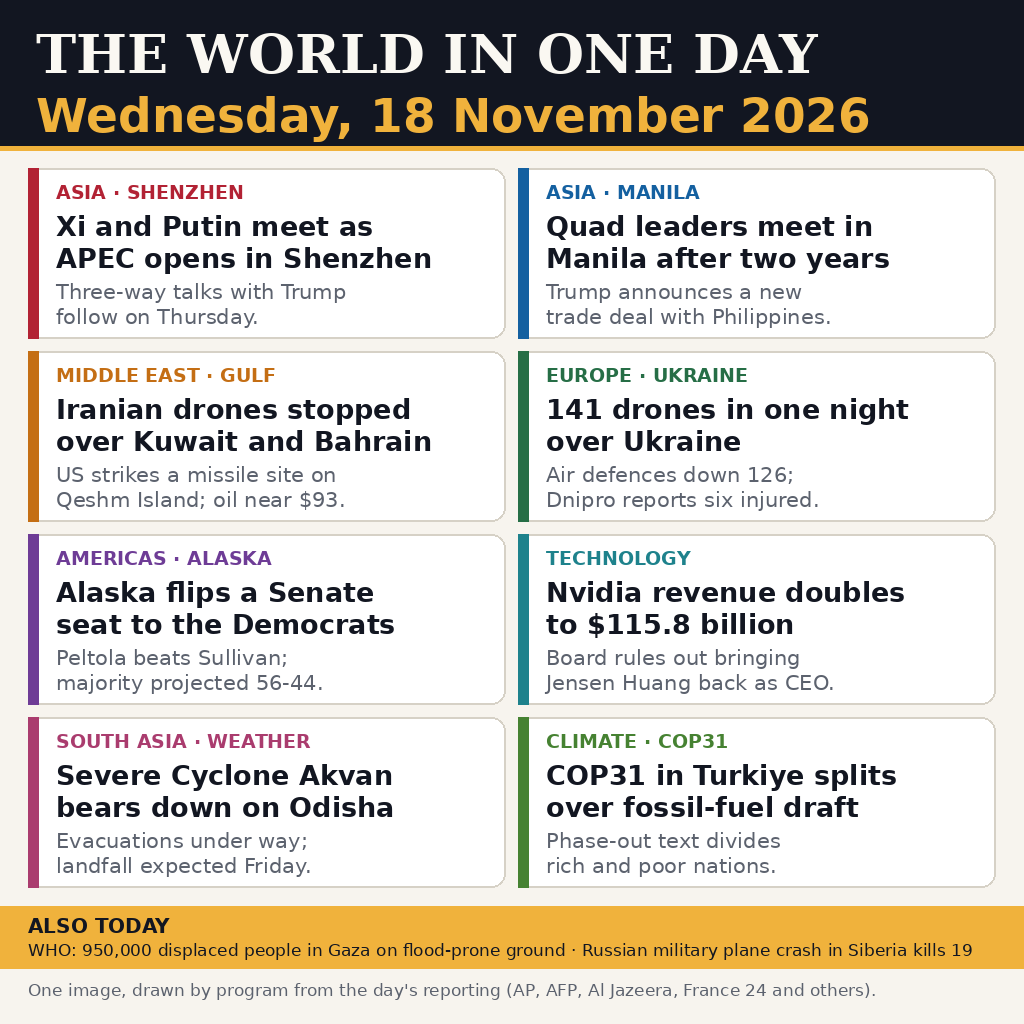 THE WORLD IN ONE DAY
Wednesday, 18 November 2026
ASIA · SHENZHEN
Xi and Putin meet as
APEC opens in Shenzhen
Three-way talks with Trump
follow on Thursday.
ASIA · MANILA
Quad leaders meet in
Manila after two years
Trump announces a new
trade deal with Philippines.
MIDDLE EAST · GULF
Iranian drones stopped
over Kuwait and Bahrain
US strikes a missile site on
Qeshm Island; oil near $93.
EUROPE · UKRAINE
141 drones in one night
over Ukraine
Air defences down 126;
Dnipro reports six injured.
AMERICAS · ALASKA
Alaska flips a Senate
seat to the Democrats
Peltola beats Sullivan;
majority projected 56-44.
TECHNOLOGY
Nvidia revenue doubles
to $115.8 billion
Board rules out bringing
Jensen Huang back as CEO.
SOUTH ASIA · WEATHER
Severe Cyclone Akvan
bears down on Odisha
Evacuations under way;
landfall expected Friday.
CLIMATE · COP31
COP31 in Turkiye splits
over fossil-fuel draft
Phase-out text divides
rich and poor nations.
ALSO TODAY
WHO: 950,000 displaced people in Gaza on flood-prone ground · Russian military plane crash in Siberia kills 19
One image, drawn by program from the day's reporting (AP, AFP, Al Jazeera, France 24 and others).